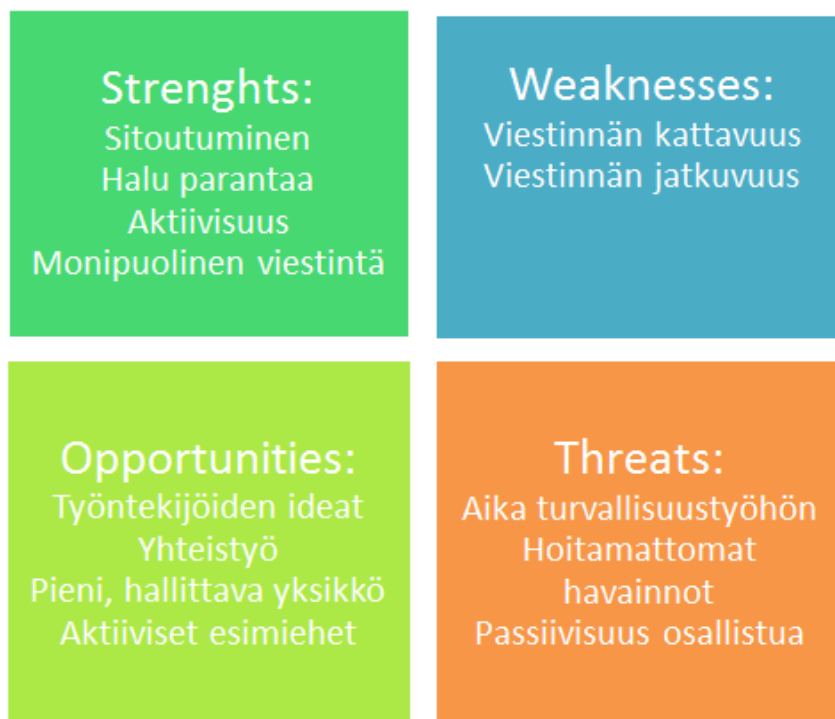 Strenghts:
Sitoutuminen
Halu parantaa
Aktiivisuus
Monipuolinen viestintä
Weaknesses:
Viestinnän kattavuus
Viestinnän jatkuvuus
Opportunities:
Työntekijöiden ideat
Yhteistyö
Pieni, hallittava yksikkö
Aktiiviset esimiehet
Threats:
Aika turvallisuustyöhön
Hoitamattomat
havainnot
Passiivisuus osallistua